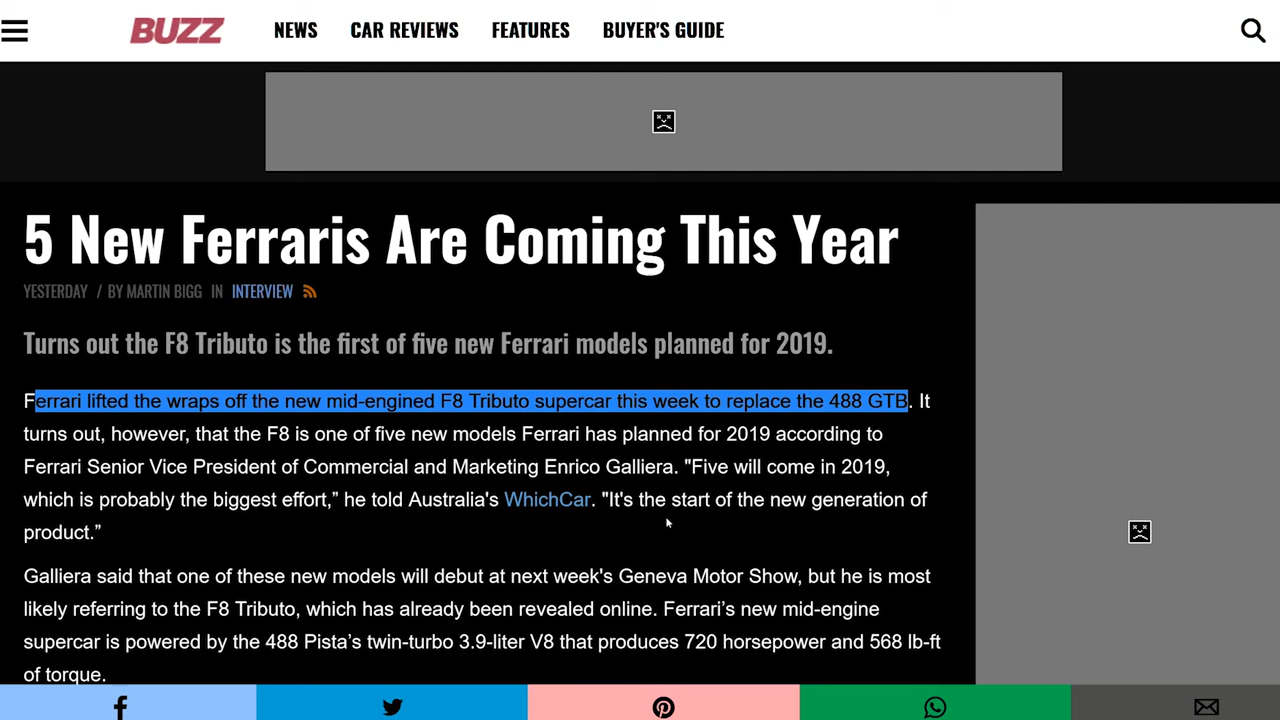 BUZZ NEWS CAR REVIEWS FEATURES BUYER'S GUIDE
5 New Ferraris Are Coming This Year
YESTERDAY / BY MARTIN BIGG IN INTERVIEW
Turns out the F8 Tributo is the first of five new Ferrari models planned for 2019.
Ferrari lifted the wraps off the new mid-engined F8 Tributo supercar this week to replace the 488 GTB. It
turns out, however, that the F8 is one of five new models Ferrari has planned for 2019 according to
Ferrari Senior Vice President of Commercial and Marketing Enrico Galliera. "Five will come in 2019,
which is probably the biggest effort,” he told Australia's WhichCar. "It's the start of the new generation of
product.”
Galliera said that one of these new models will debut at next week's Geneva Motor Show, but he is most
likely referring to the F8 Tributo, which has already been revealed online. Ferrari’s new mid-engine
supercar is powered by the 488 Pista’s twin-turbo 3.9-liter V8 that produces 720 horsepower and 568 lb-ft
of torque.